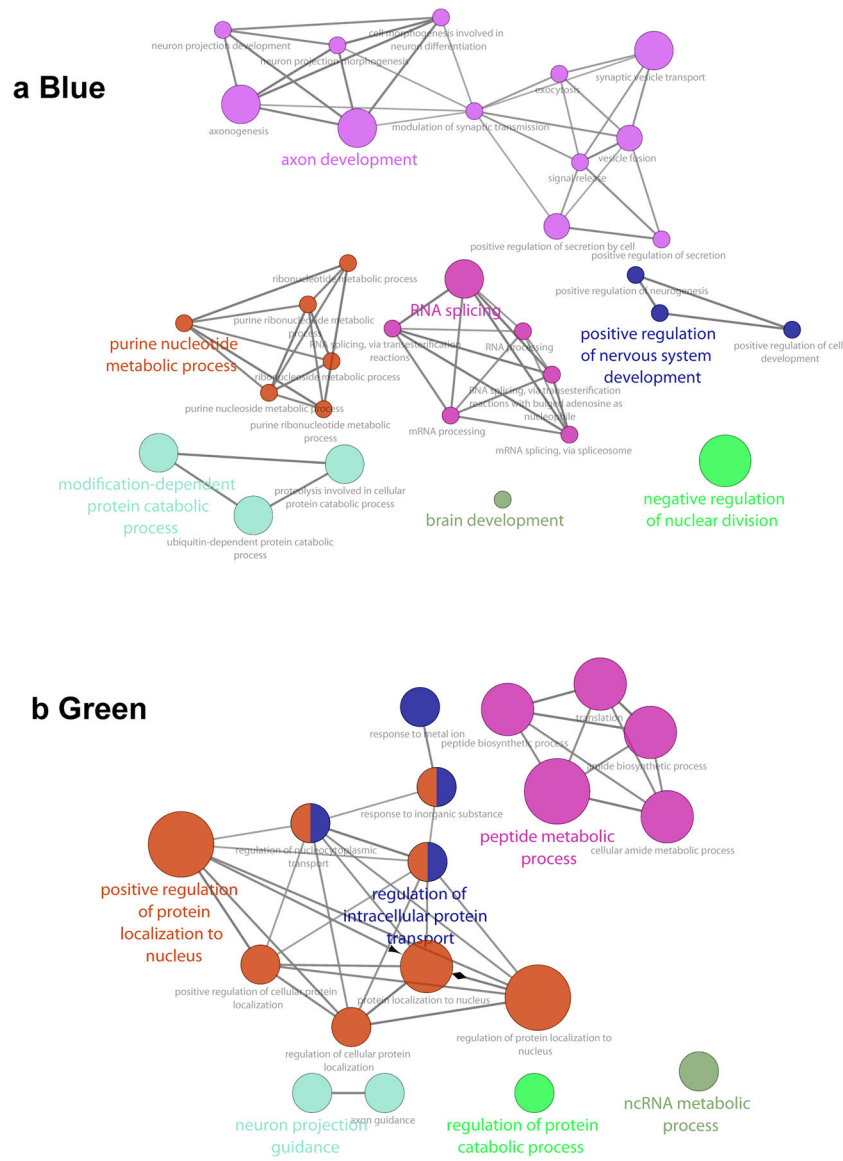 a Blue
neuron projection development
cell morphogenesis involved in
neuron differentiation
neuron projection morphogenesis
axonogenesis
axon development
modulation of synaptic transmission
exocytosis
synaptic vesicle transport
vesicle fusion
signal release
positive regulation of secretion by cell
positive regulation of secretion
ribonucleotide metabolic process
purine ribonucleoside metabolic
process
purine nucleotide
metabolic process
ribonucleoside metabolic process
purine nucleoside metabolic process
purine ribonucleotide metabolic
process
RNA splicing
RNA splicing, via transesterification
reactions
RNA processing
RNA splicing, via transesterification
reactions with bulged adenosine as
nucleophile
mRNA processing
mRNA splicing, via spliceosome
positive regulation of neurogenesis
positive regulation
of nervous system
development
positive regulation of cell
development
modification-dependent
protein catabolic
process
proteolysis involved in cellular
protein catabolic process
ubiquitin-dependent protein catabolic
process
brain development
negative regulation
of nuclear division
b Green
response to metal ion
response to inorganic substance
regulation of nucleocytoplasmic
transport
positive regulation
of protein
localization to
nucleus
regulation of
intracellular protein
transport
positive regulation of cellular protein
localization
protein localization to nucleus
regulation of cellular protein
localization
regulation of protein localization to
nucleus
peptide biosynthetic process
translation
amide biosynthetic process
peptide metabolic
process
cellular amide metabolic process
neuron projection
guidance
axon guidance
regulation of protein
catabolic process
ncRNA metabolic
process